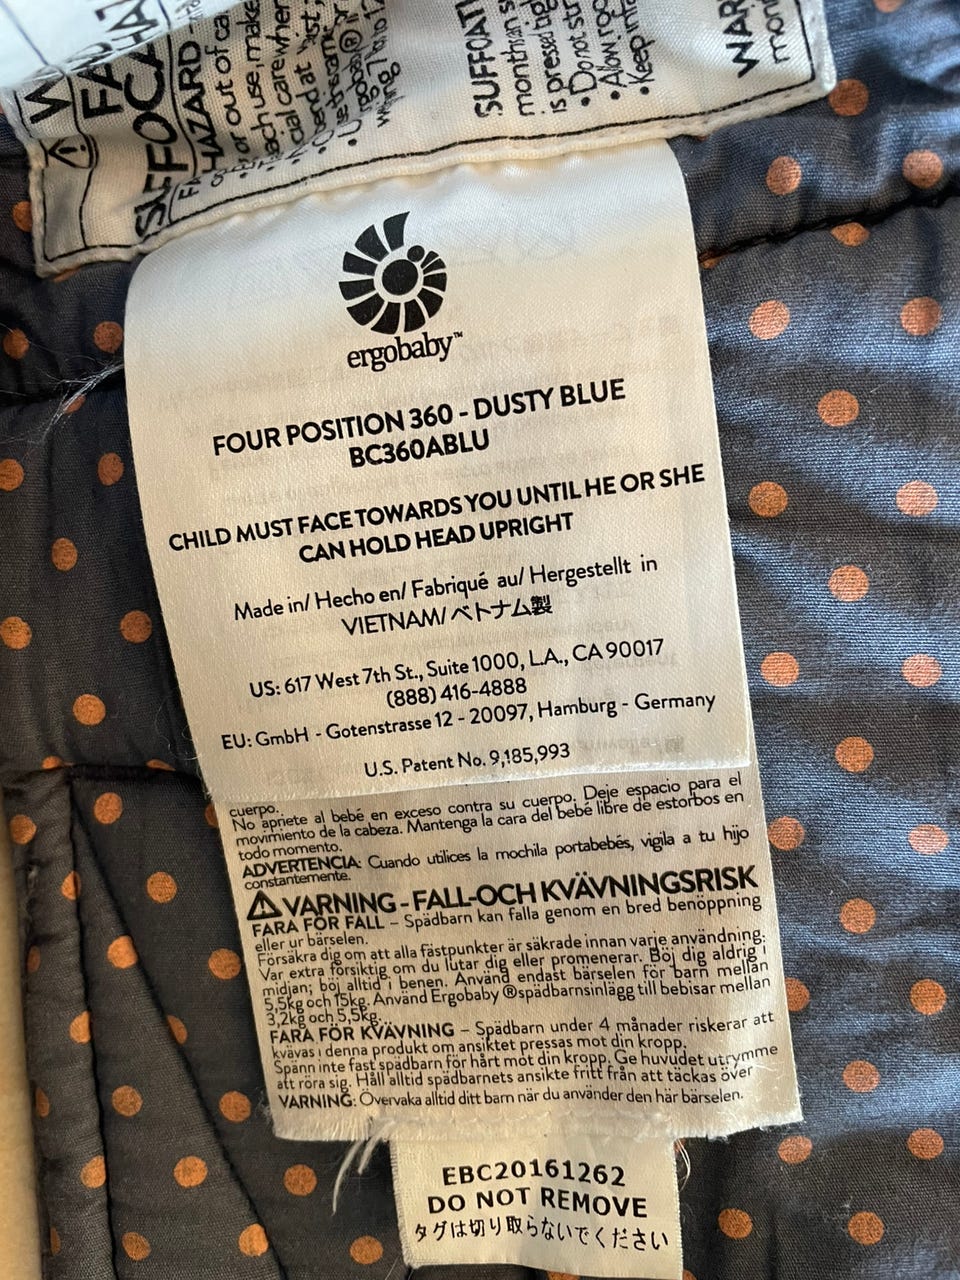 SUFFOCATI
HAZARD
WAR
ergobaby™
FOUR POSITION 360 - DUSTY BLUE
BC360ABLU
CHILD MUST FACE TOWARDS YOU UNTIL HE OR SHE
CAN HOLD HEAD UPRIGHT
Made in/ Hecho en/ Fabriqué au/ Hergestellt in
VIETNAM/ベトナム製
US: 617 West 7th St., Suite 1000, L.A., CA 90017
(888) 416-4888
EU: GmbH - Gotenstrasse 12 - 20097, Hamburg - Germany
U.S. Patent No. 9,185,993
cuerpo.
No apriete al bebé en exceso contra su cuerpo. Deje espacio para el
movimiento de la cabeza. Mantenga la cara del bebé libre de estorbos en
todo momento.
ADVERTENCIA: Cuando utilices la mochila portabebés, vigila a tu hijo
constantemente.
⚠ VARNING - FALL-OCH KVÄVNINGSRISK
FARA FÖR FALL – Spädbarn kan falla genom en bred benöppning
eller ur bärselen.
Försäkra dig om att alla fästpunkter är säkrade innan varje användning.
Var extra försiktig om du lutar dig eller promenerar. Böj dig aldrig i
midjan; böj alltid i benen. Använd endast bärselen för barn mellan
5,5kg och 15kg. Använd Ergobaby ® spädbarnsinlägg till bebisar mellan
3,2kg och 5,5kg.
FARA FÖR KVÄVNING – Spädbarn under 4 månader riskerar att
kvävas i denna produkt om ansiktet pressas mot din kropp.
Spänn inte fast spädbarn för hårt mot din kropp. Ge huvudet utrymme
att röra sig. Håll alltid spädbarnets ansikte fritt från att täckas över
VARNING: Övervaka alltid ditt barn när du använder den här bärselen.
EBC20161262
DO NOT REMOVE
タグは切り取らないでください